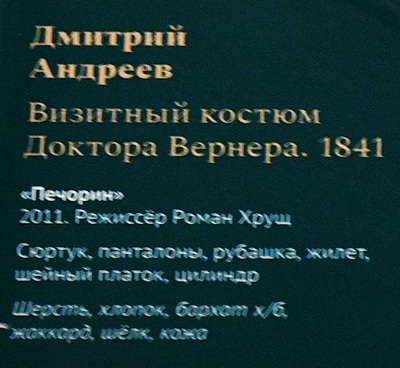 Дмитрий
Андреев
Визитный костюм
Доктора Вернера. 1841
«Печорин»
2011. Режиссёр Роман Хрущ
Сюртук, панталоны, рубашка, жилет,
шейный платок, цилиндр
Шерсть, хлопок, бархат х/б,
жаккард, шёлк, кожа